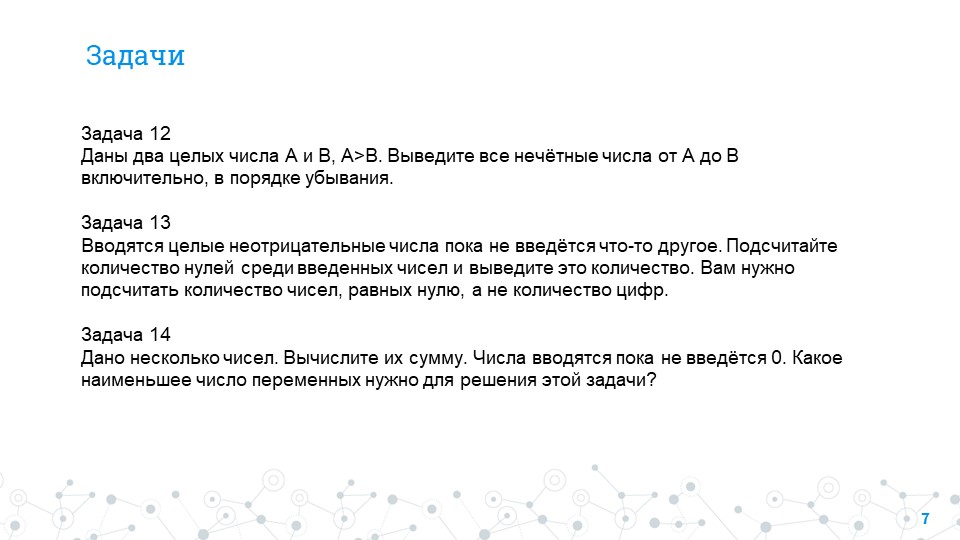 Задачи
Задача 12
Даны два целых числа A и B, A>B. Выведите все нечётные числа от A до B
включительно, в порядке убывания.
Задача 13
Вводятся целые неотрицательные числа пока не введётся что-то другое. Подсчитайте
количество нулей среди введенных чисел и выведите это количество. Вам нужно
подсчитать количество чисел, равных нулю, а не количество цифр.
Задача 14
Дано несколько чисел. Вычислите их сумму. Числа вводятся пока не введётся 0. Какое
наименьшее число переменных нужно для решения этой задачи?
7